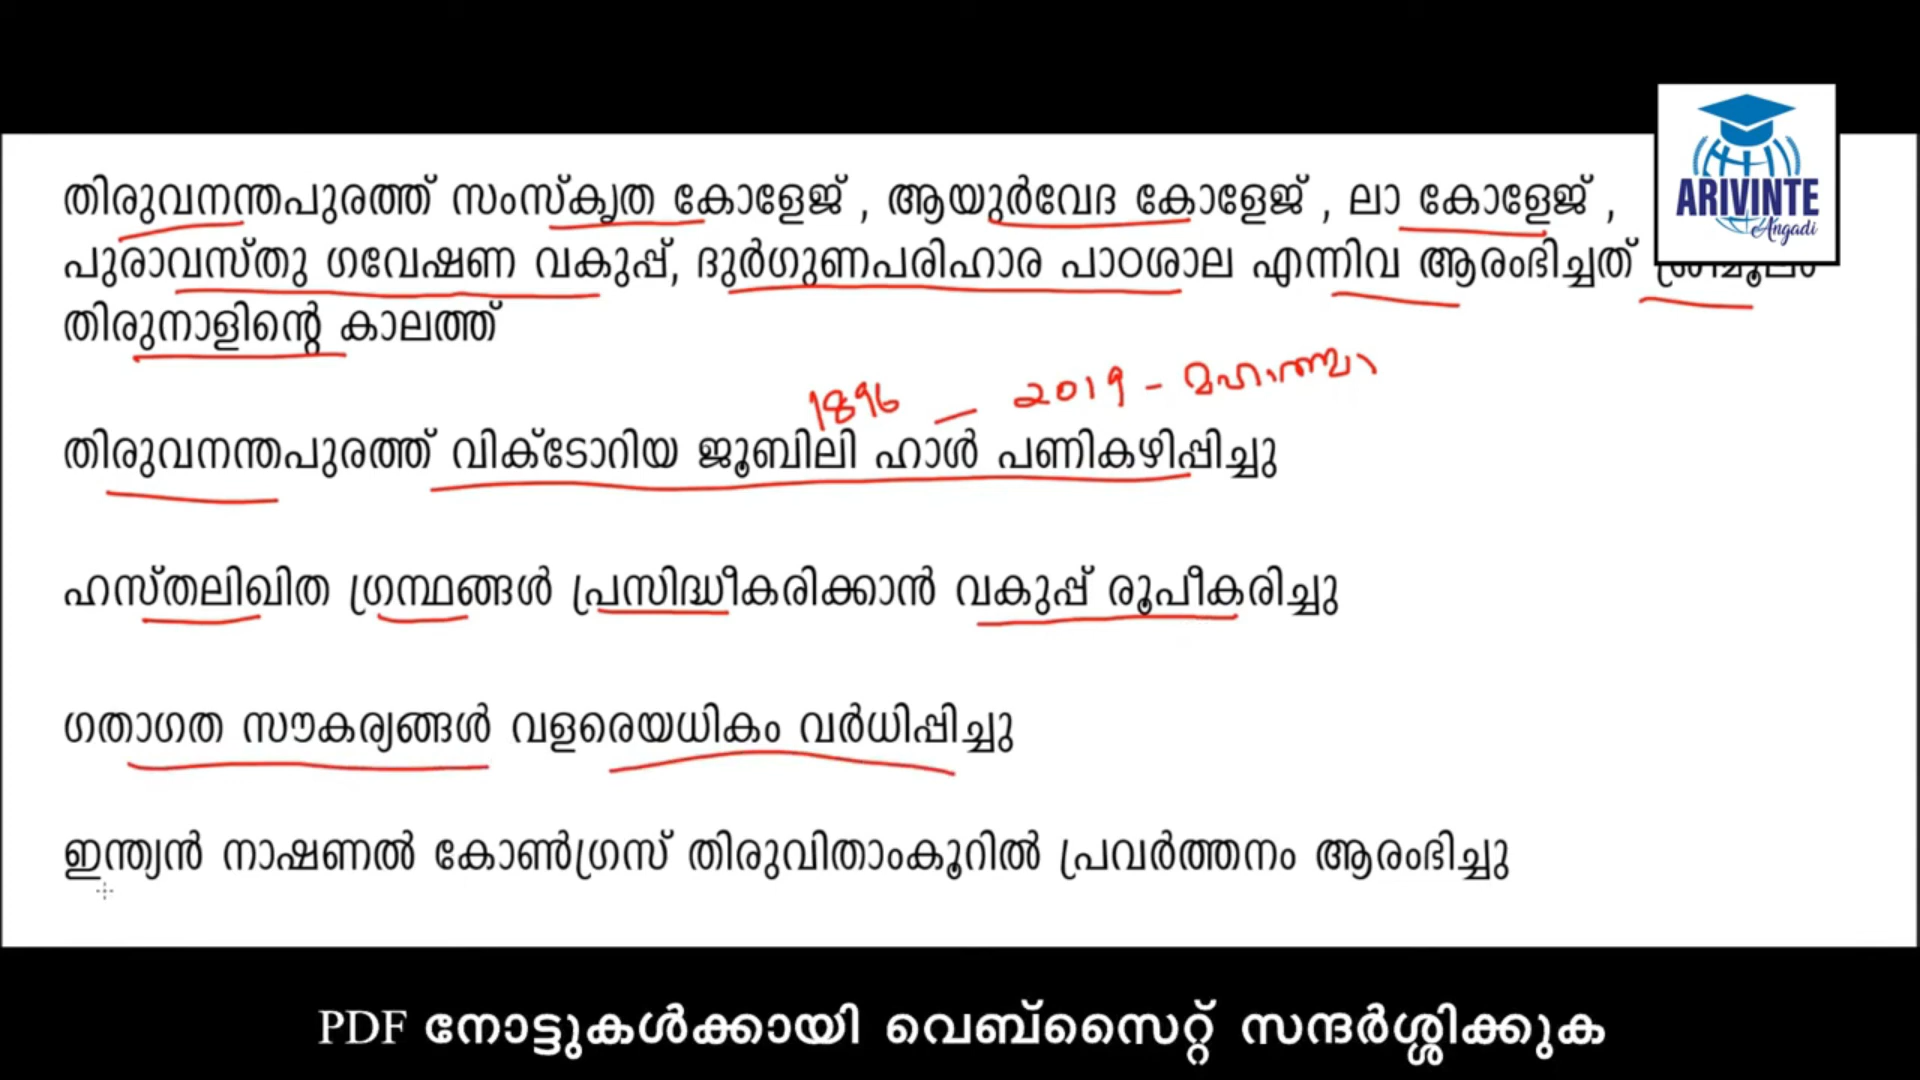 ARIVINTE
Angadi
തിരുവനന്തപുരത്ത് സംസ്കൃത കോളേജ് , ആയുർവേദ കോളേജ് , ലാ കോളേജ് ,
പുരാവസ്തു ഗവേഷണ വകുപ്പ്, ദുർഗുണപരിഹാര പാഠശാല എന്നിവ ആരംഭിച്ചത്
തിരുനാളിന്റെ കാലത്ത്
1896 — 2019 - മഹാത്മാ
തിരുവനന്തപുരത്ത് വിക്ടോറിയ ജൂബിലി ഹാൾ പണികഴിപ്പിച്ചു
ഹസ്തലിഖിത ഗ്രന്ഥങ്ങൾ പ്രസിദ്ധീകരിക്കാൻ വകുപ്പ് രൂപീകരിച്ചു
ഗതാഗത സൗകര്യങ്ങൾ വളരെയധികം വർധിപ്പിച്ചു
ഇന്ത്യൻ നാഷണൽ കോൺഗ്രസ് തിരുവിതാംകൂറിൽ പ്രവർത്തനം ആരംഭിച്ചു
PDF നോട്ടുകൾക്കായി വെബ്സൈറ്റ് സന്ദർശ്ശിക്കുക